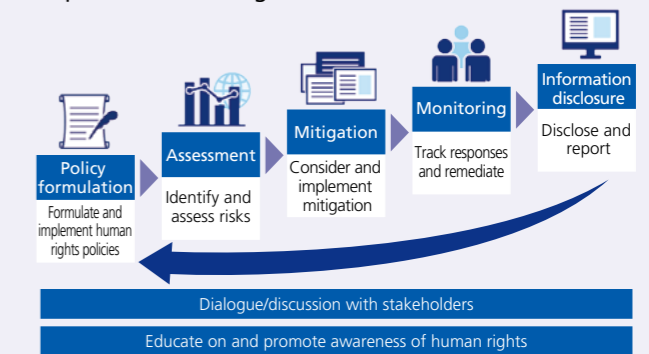 Policy
formulation
Formulate and
implement human
rights policies
Assessment
Identify and
assess risks
Mitigation
Consider and
implement
mitigation
Monitoring
Track responses
and remediate
Information
disclosure
Disclose and
report
Dialogue/discussion with stakeholders
Educate on and promote awareness of human rights